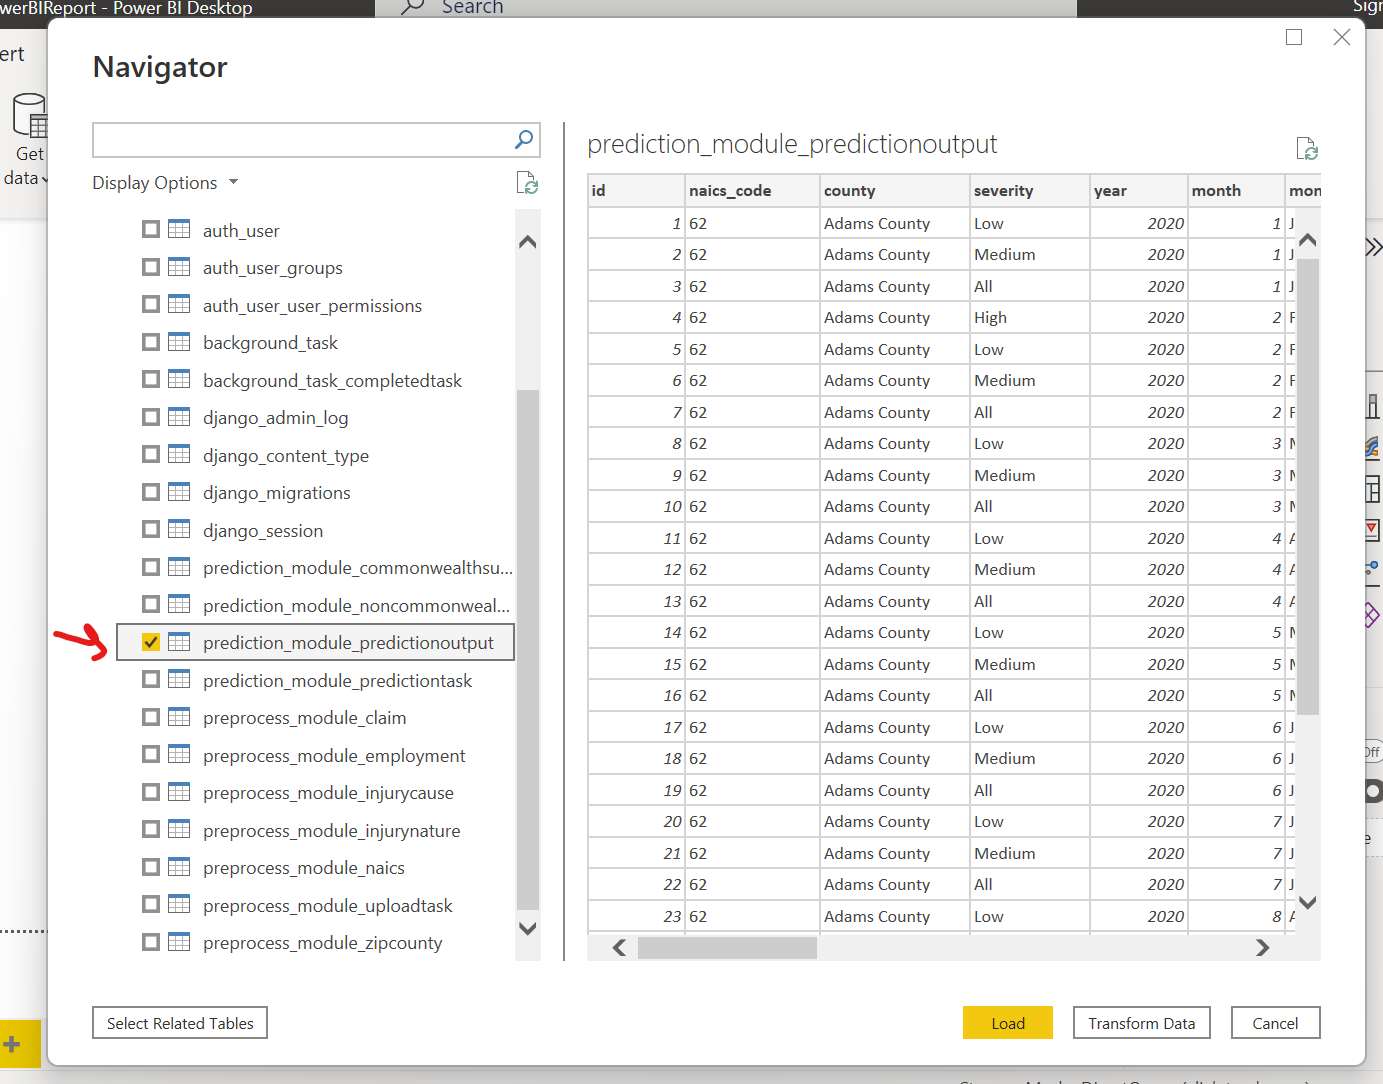 werBIReport - Power BI Desktop
Search
Sign
ert
Get
data
Navigator
Display Options
auth_user
auth_user_groups
auth_user_user_permissions
background_task
background_task_completedtask
django_admin_log
django_content_type
django_migrations
django_session
prediction_module_commonwealthsu...
prediction_module_noncommonweal...
prediction_module_predictionoutput
prediction_module_predictiontask
preprocess_module_claim
preprocess_module_employment
preprocess_module_injurycause
preprocess_module_injurynature
preprocess_module_naics
preprocess_module_uploadtask
preprocess_module_zipcounty
prediction_module_predictionoutput
id naics_code county severity year month mon
1 62 Adams County Low 2020 1 J
2 62 Adams County Medium 2020 1 J
3 62 Adams County All 2020 1 J
4 62 Adams County High 2020 2 F
5 62 Adams County Low 2020 2 F
6 62 Adams County Medium 2020 2 F
7 62 Adams County All 2020 2 F
8 62 Adams County Low 2020 3 M
9 62 Adams County Medium 2020 3 M
10 62 Adams County All 2020 3 M
11 62 Adams County Low 2020 4 A
12 62 Adams County Medium 2020 4 A
13 62 Adams County All 2020 4 A
14 62 Adams County Low 2020 5 M
15 62 Adams County Medium 2020 5 M
16 62 Adams County All 2020 5 M
17 62 Adams County Low 2020 6 J
18 62 Adams County Medium 2020 6 J
19 62 Adams County All 2020 6 J
20 62 Adams County Low 2020 7 J
21 62 Adams County Medium 2020 7 J
22 62 Adams County All 2020 7 J
23 62 Adams County Low 2020 8 A
Off
e
Select Related Tables
Load
Transform Data
Cancel